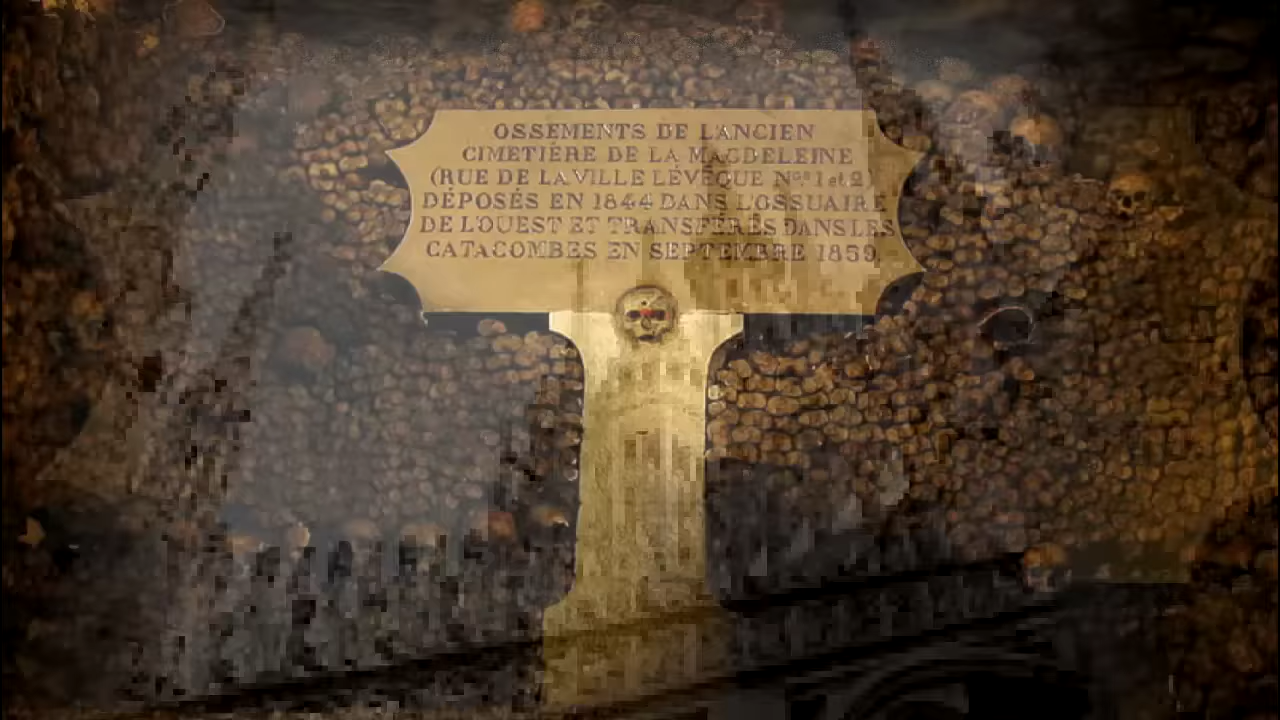 OSSEMENTS DE L'ANCIEN
CIMETIÈRE DE LA MAGDELEINE
(RUE DE LA VILLE LÉVÊQUE Nos 1 et 2)
DÉPOSÉS EN 1844 DANS L'OSSUAIRE
DE L'OUEST ET TRANSFÉRÉS DANS LES
CATACOMBES EN SEPTEMBRE 1859.